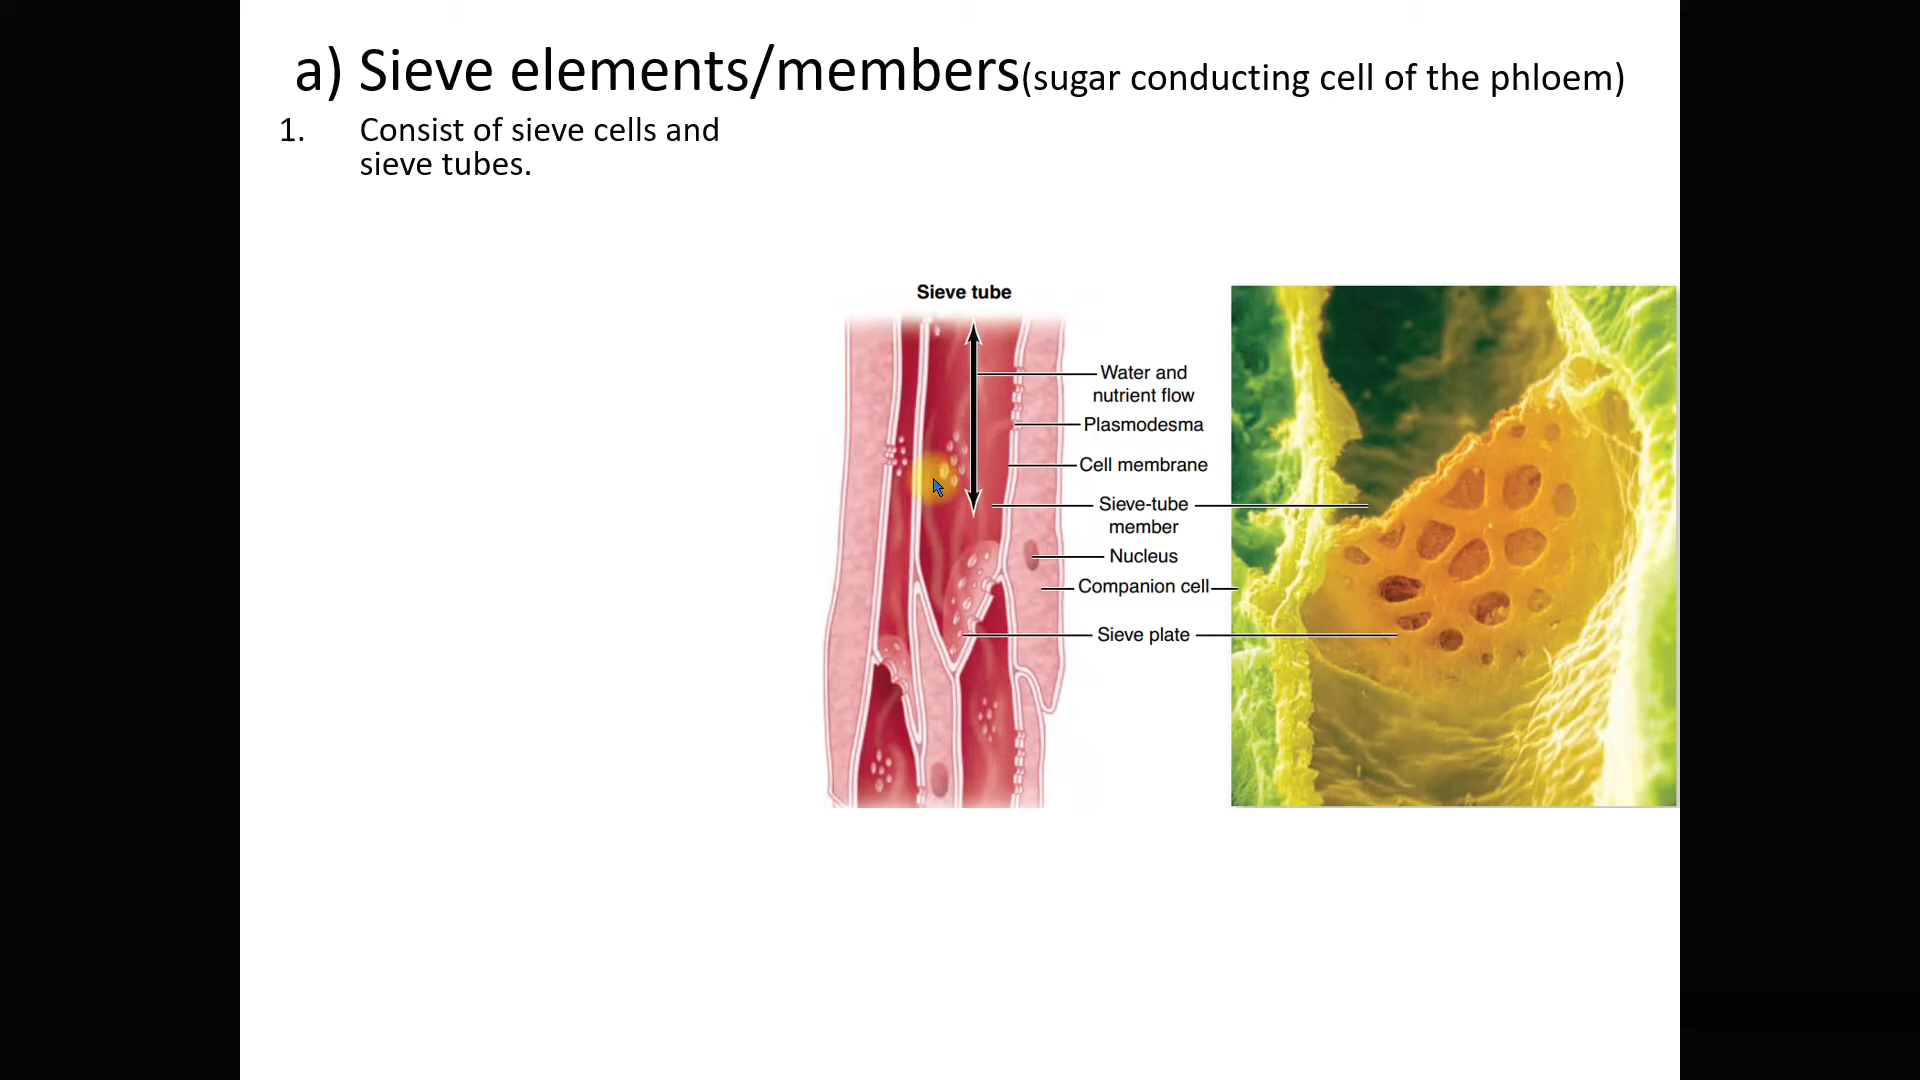 a) Sieve elements/members(sugar conducting cell of the phloem)
1. Consist of sieve cells and
sieve tubes.
Sieve tube
Water and
nutrient flow
Plasmodesma
Cell membrane
Sieve-tube
member
Nucleus
Companion cell
Sieve plate